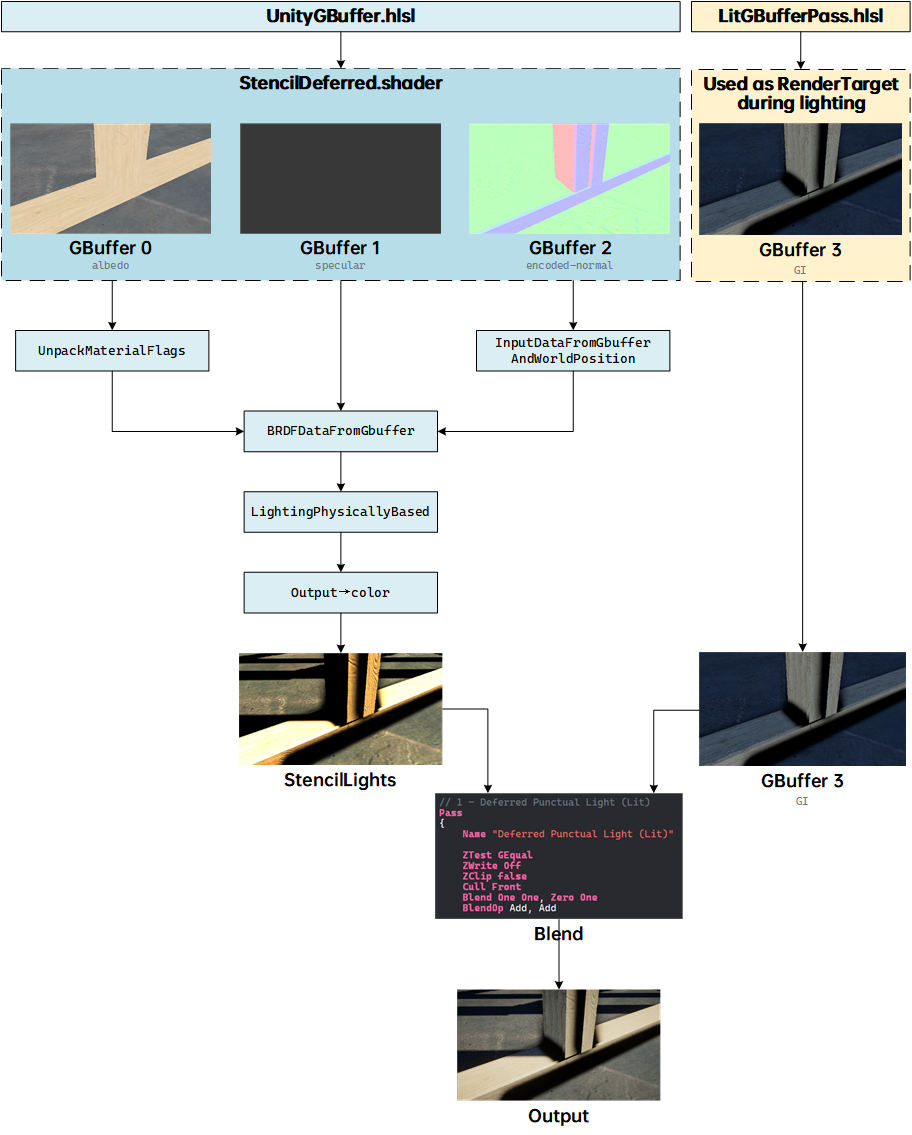 UnityGBuffer.hlsl
LitGBufferPass.hlsl
StencilDeferred.shader
Used as RenderTarget
during lighting
GBuffer 0
albedo
GBuffer 1
specular
GBuffer 2
encoded-normal
GBuffer 3
GI
UnpackMaterialFlags
InputDataFromGbuffer
AndWorldPosition
BRDFDataFromGbuffer
LightingPhysicallyBased
Output→color
StencilLights
GBuffer 3
GI
// 1 - Deferred Punctual Light (Lit)
Pass
{
Name "Deferred Punctual Light (Lit)"
ZTest GEqual
ZWrite Off
ZClip false
Cull Front
Blend One One, Zero One
BlendOp Add, Add
Blend
Output